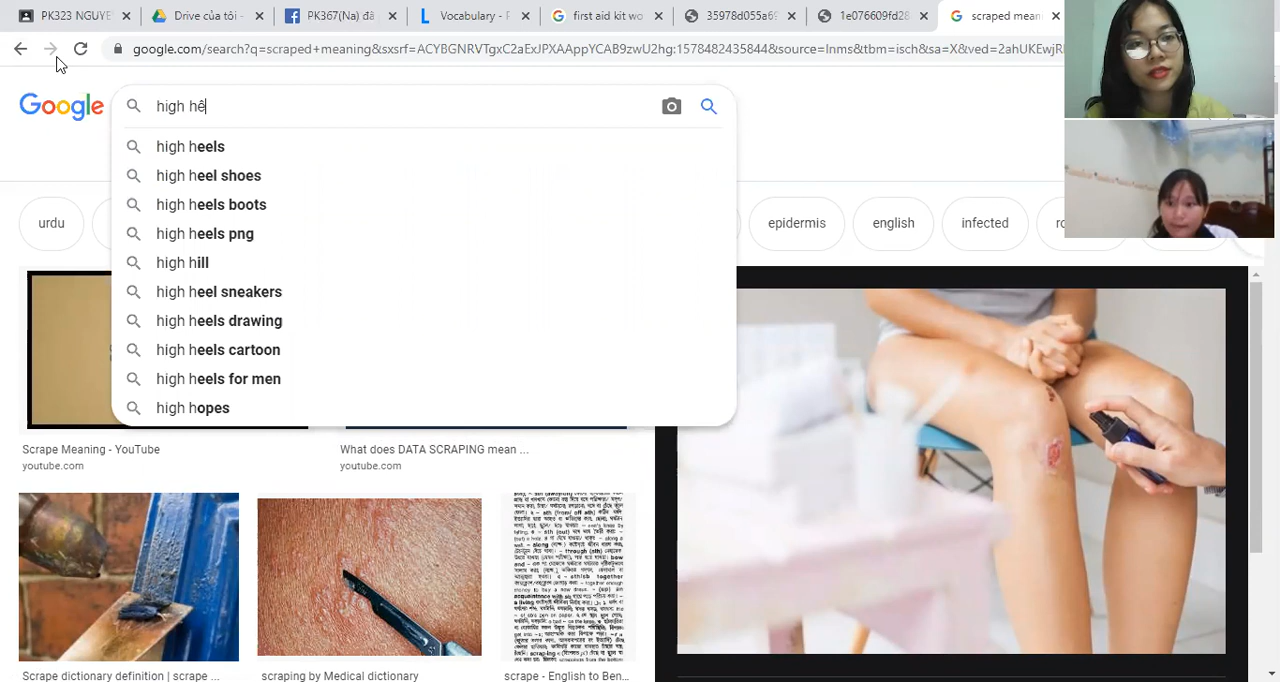 PK323 NGUYE
Drive của tôi -
PK367(Na) đã
Vocabulary - P
first aid kit wo
35978d055a69
1e076609fd28
scraped mean
google.com/search?q=scraped+meaning&sxsrf=ACYBGNRVTgxC2aExJPXAAppYCAB9zwU2hg:1578482435844&source=lnms&tbm=isch&sa=X&ved=2ahUKEwjR
Google
high hê
high heels
high heel shoes
high heels boots
high heels png
high hill
high heel sneakers
high heels drawing
high heels cartoon
high heels for men
high hopes
urdu
epidermis
english
infected
Scrape Meaning - YouTube
youtube.com
What does DATA SCRAPING mean ...
youtube.com
Scrape dictionary definition | scrape ...
scraping by Medical dictionary
scrape - English to Ben...